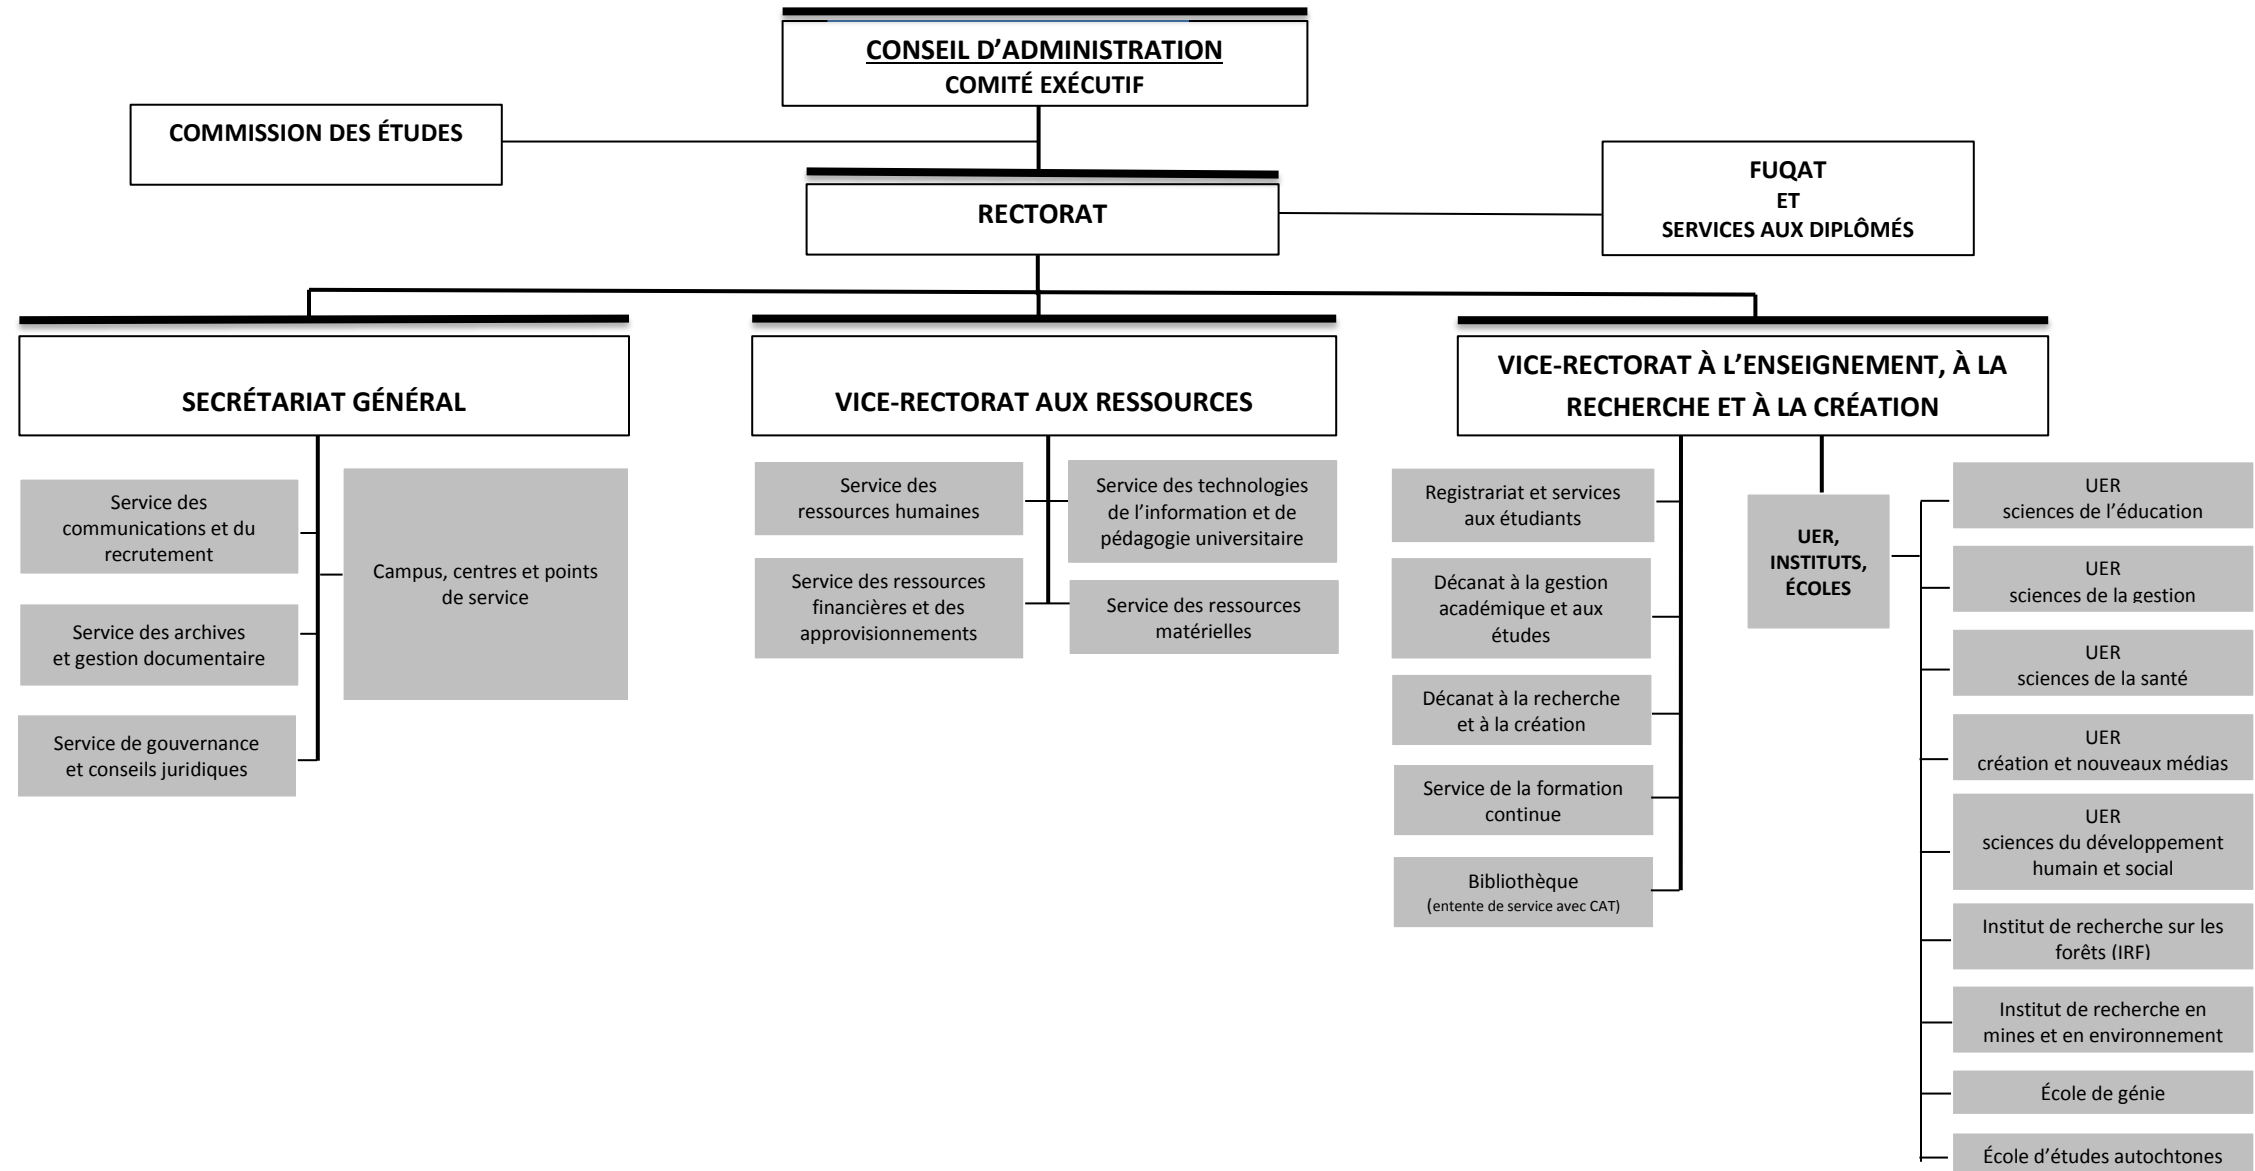 CONSEIL D’ADMINISTRATION
COMITÉ EXÉCUTIF
COMMISSION DES ÉTUDES
FUQAT
ET
SERVICES AUX DIPLÔMÉS
RECTORAT
SECRÉTARIAT GÉNÉRAL
VICE-RECTORAT AUX RESSOURCES
VICE-RECTORAT À L’ENSEIGNEMENT, À LA
RECHERCHE ET À LA CRÉATION
Service des
communications et du
recrutement
Service des archives
et gestion documentaire
Service de gouvernance
et conseils juridiques
Campus, centres et points
de service
Service des
ressources humaines
Service des technologies
de l’information et de
pédagogie universitaire
Service des ressources
financières et des
approvisionnements
Service des ressources
matérielles
Registrariat et services
aux étudiants
Décanat à la gestion
académique et aux
études
Décanat à la recherche
et à la création
Service de la formation
continue
Bibliothèque
(entente de service avec CAT)
UER,
INSTITUTS,
ÉCOLES
UER
sciences de l’éducation
UER
sciences de la gestion
UER
sciences de la santé
UER
création et nouveaux médias
UER
sciences du développement
humain et social
Institut de recherche sur les
forêts (IRF)
Institut de recherche en
mines et en environnement
École de génie
École d’études autochtones